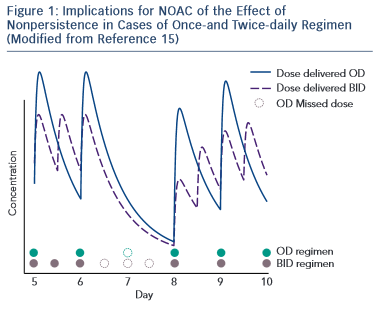 Figure 1: Implications for NOAC of the Effect of
Nonpersistence in Cases of Once-and Twice-daily Regimen
(Modified from Reference 15)
Dose delivered OD
Dose delivered BID
OD Missed dose
Concentration
OD regimen
BID regimen
5 6 7 8 9 10
Day